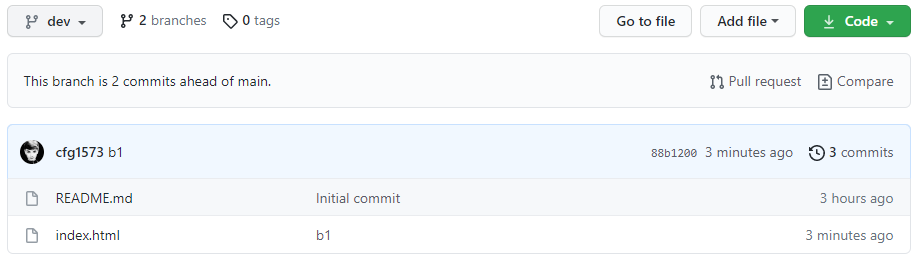 dev 2 branches 0 tags Go to file Add file Code
This branch is 2 commits ahead of main. Pull request Compare
cfg1573 b1 88b1200 3 minutes ago 3 commits
README.md Initial commit 3 hours ago
index.html b1 3 minutes ago